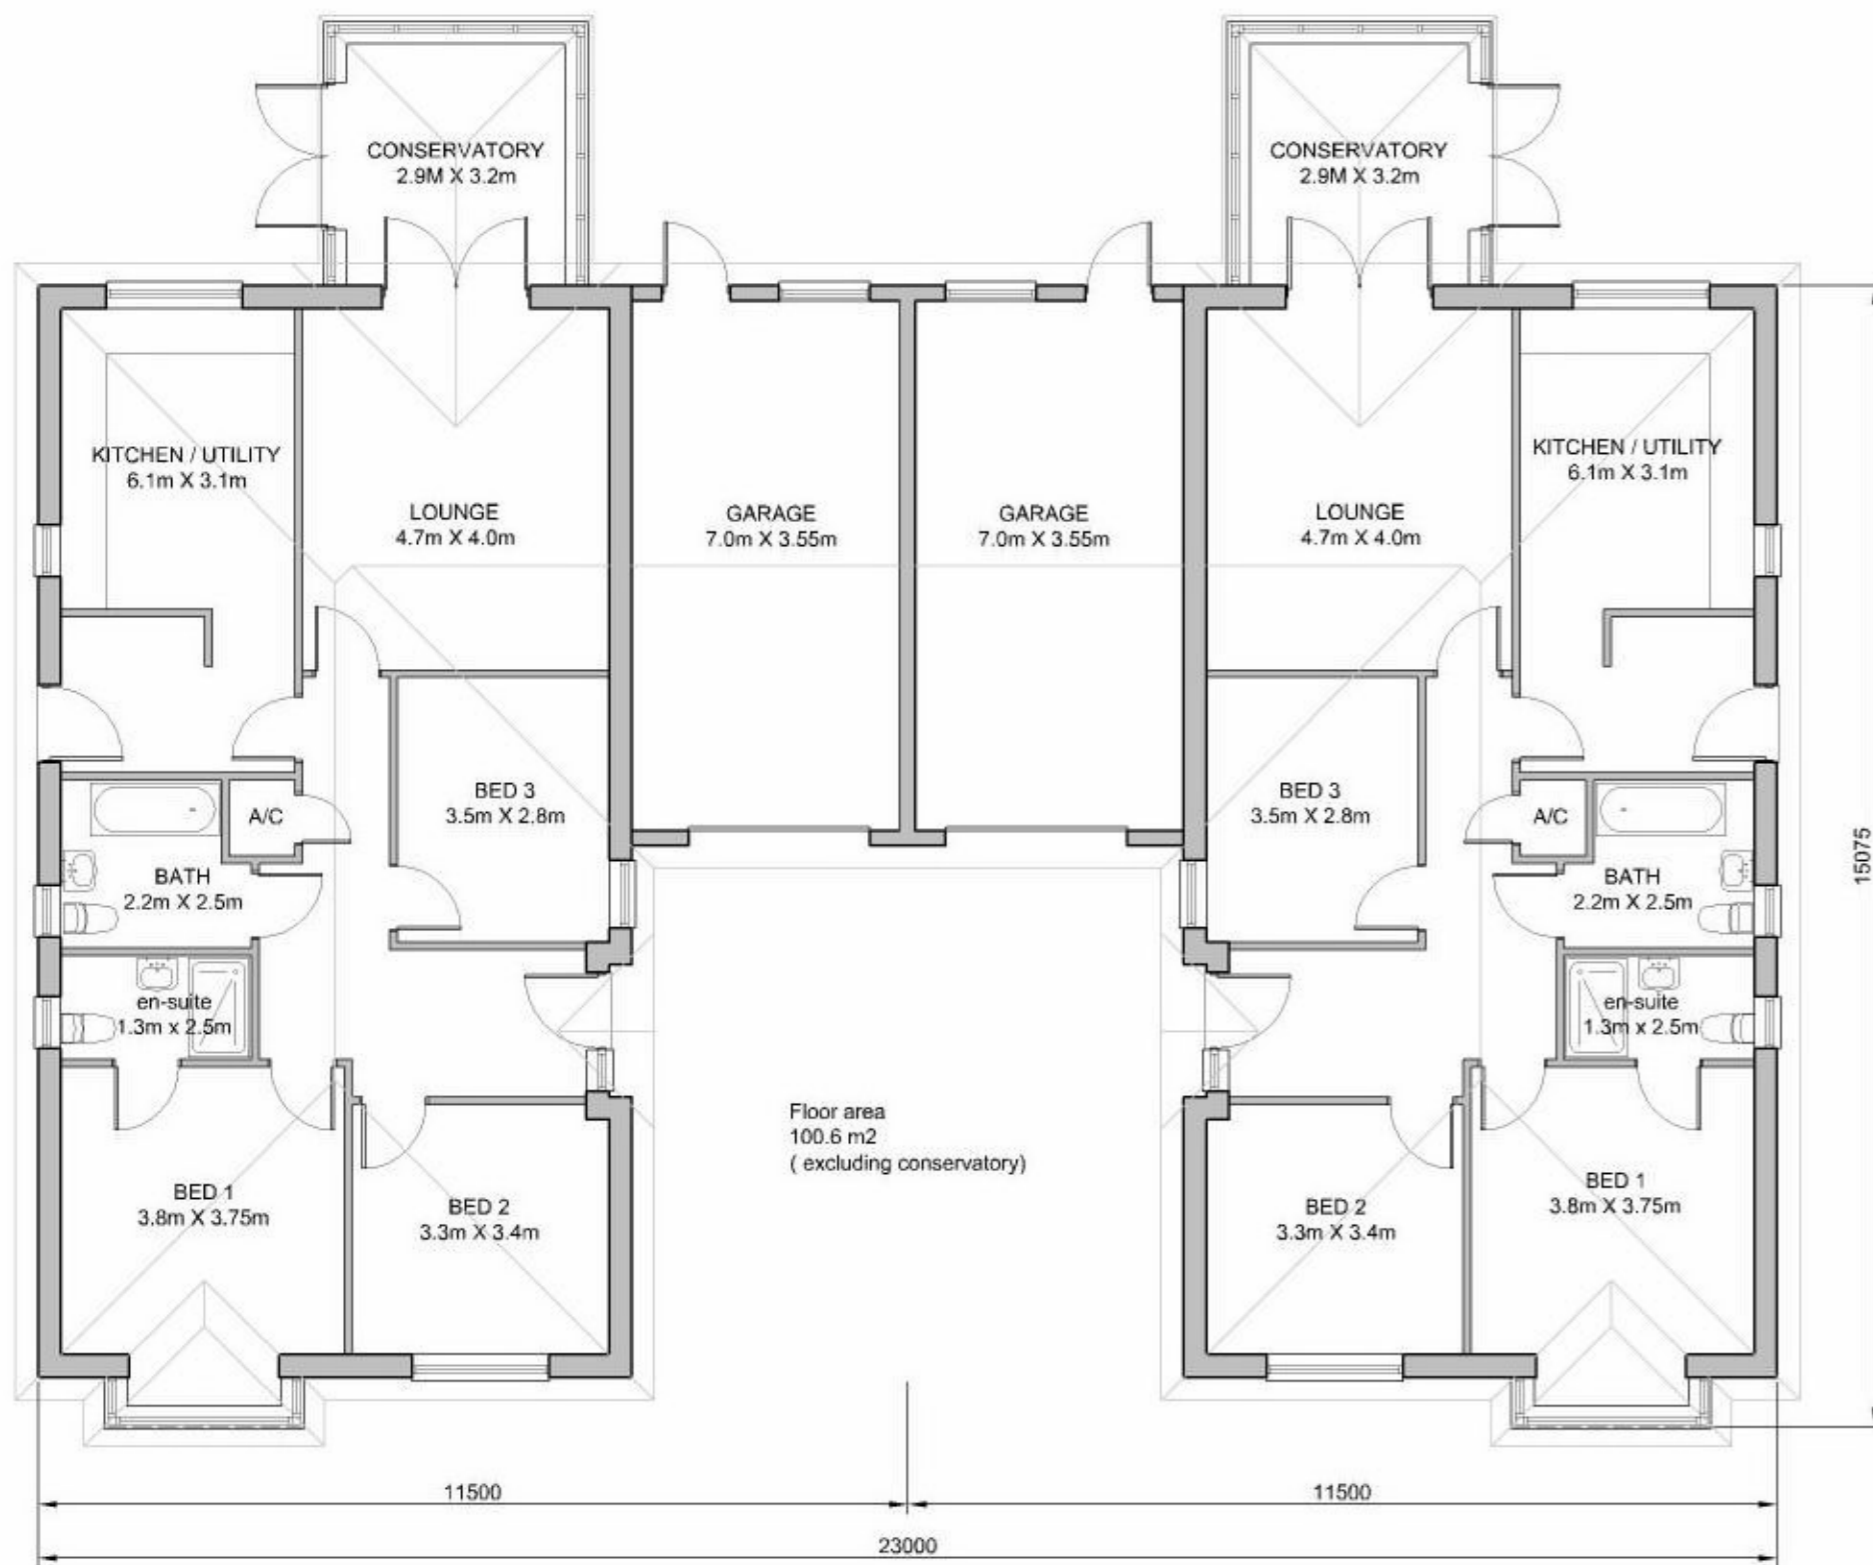 CONSERVATORY
2.9M X 3.2m
CONSERVATORY
2.9M X 3.2m
KITCHEN / UTILITY
6.1m X 3.1m
LOUNGE
4.7m X 4.0m
GARAGE
7.0m X 3.55m
GARAGE
7.0m X 3.55m
LOUNGE
4.7m X 4.0m
KITCHEN / UTILITY
6.1m X 3.1m
BED 3
3.5m X 2.8m
A/C
BATH
2.2m X 2.5m
en-suite
1.3m x 2.5m
BED 3
3.5m X 2.8m
A/C
BATH
2.2m X 2.5m
en-suite
1.3m x 2.5m
15075
Floor area
100.6 m2
( excluding conservatory)
BED 1
3.8m X 3.75m
BED 2
3.3m X 3.4m
BED 2
3.3m X 3.4m
BED 1
3.8m X 3.75m
11500
11500
23000